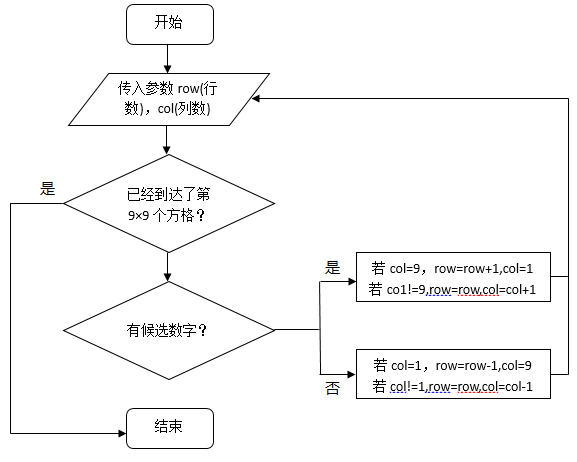 开始
传入参数 row(行
数)，col(列数)
是
已经到达了第
9×9 个方格？
是
若 col=9，row=row+1,col=1
若 co1!=9,row=row,col=col+1
有候选数字？
若 col=1，row=row-1,col=9
若 col!=1,row=row,col=col-1
否
结束